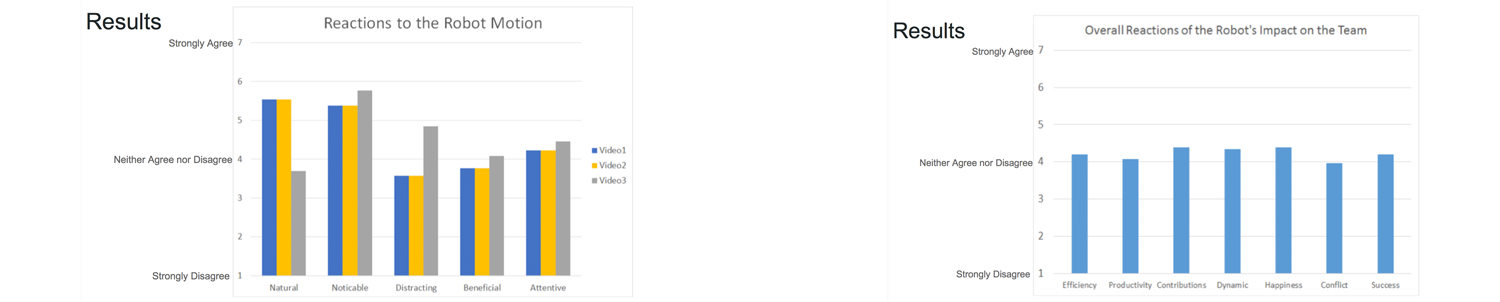 Results
Reactions to the Robot Motion
Strongly Agree 7
6
5
Neither Agree nor Disagree 4
3
2
Strongly Disagree 1
Natural Noticable Distracting Beneficial Attentive
Video1
Video2
Video3
Results
Overall Reactions of the Robot's Impact on the Team
Strongly Agree 7
6
5
Neither Agree nor Disagree 4
3
2
Strongly Disagree 1
Efficiency Productivity Contributions Dynamic Happiness Conflict Success